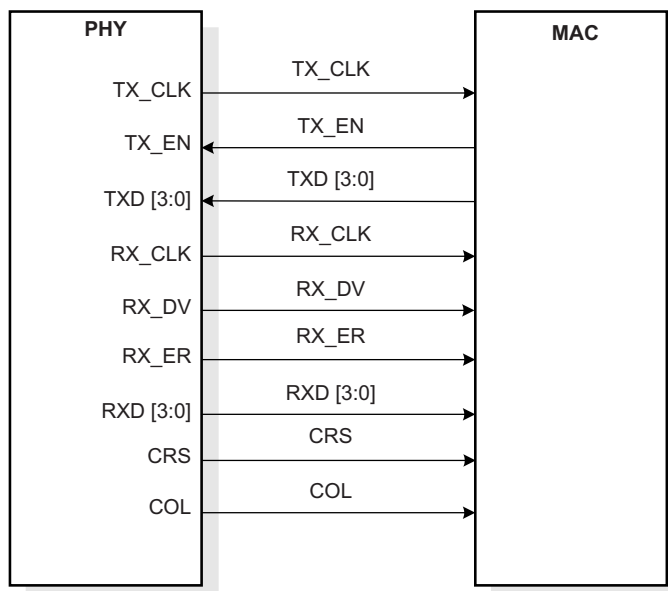 PHY
MAC
TX_CLK
TX_CLK
TX_EN
TX_EN
TXD [3:0]
TXD [3:0]
RX_CLK
RX_CLK
RX_DV
RX_DV
RX_ER
RX_ER
RXD [3:0]
RXD [3:0]
CRS
CRS
COL
COL